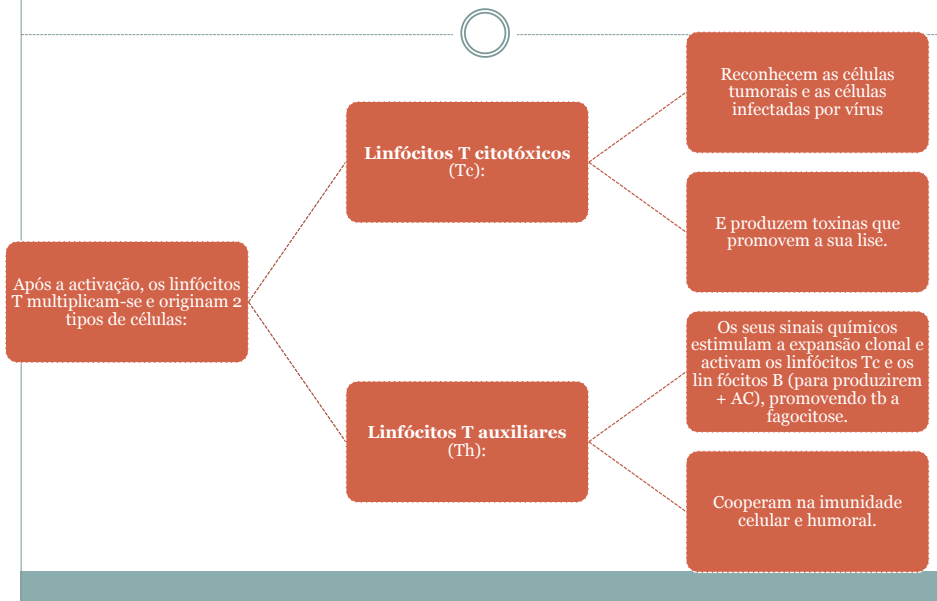 Após a activação, os linfócitos
T multiplicam-se e originam 2
tipos de células:
Linfócitos T citotóxicos
(Tc):
Reconhecem as células
tumorais e as células
infectadas por vírus
E produzem toxinas que
promovem a sua lise.
Linfócitos T auxiliares
(Th):
Os seus sinais químicos
estimulam a expansão clonal e
activam os linfócitos Tc e os
lin fócitos B (para produzirem
+ AC), promovendo tb a
fagocitose.
Cooperam na imunidade
celular e humoral.